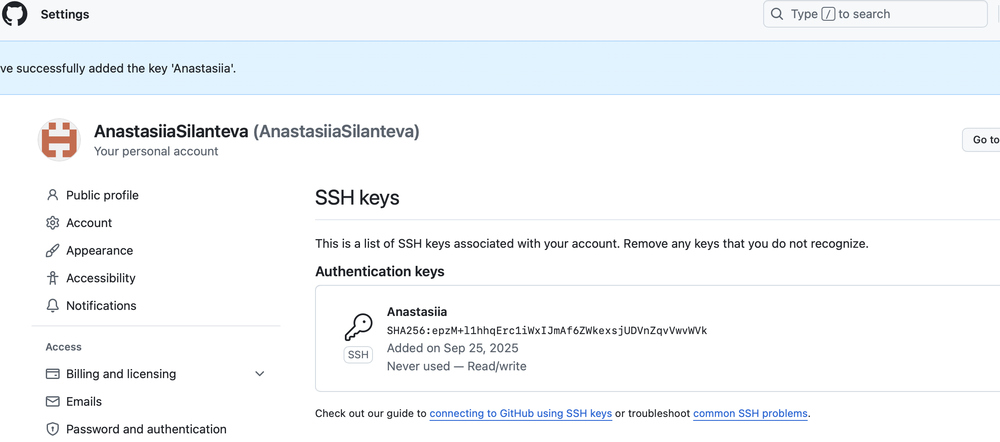 Settings
Type / to search
ve successfully added the key 'Anastasiia'.
AnastasiiaSilanteva (AnastasiiaSilanteva)
Your personal account
Go to
Public profile
Account
Appearance
Accessibility
Notifications
Access
Billing and licensing
Emails
Password and authentication
SSH keys
This is a list of SSH keys associated with your account. Remove any keys that you do not recognize.
Authentication keys
Anastasiia
SHA256:epzM+l1hhqErc1iWxIJmAf6ZWkexsjUDVnZqvVwvWVk
Added on Sep 25, 2025
Never used — Read/write
SSH
Check out our guide to connecting to GitHub using SSH keys or troubleshoot common SSH problems.